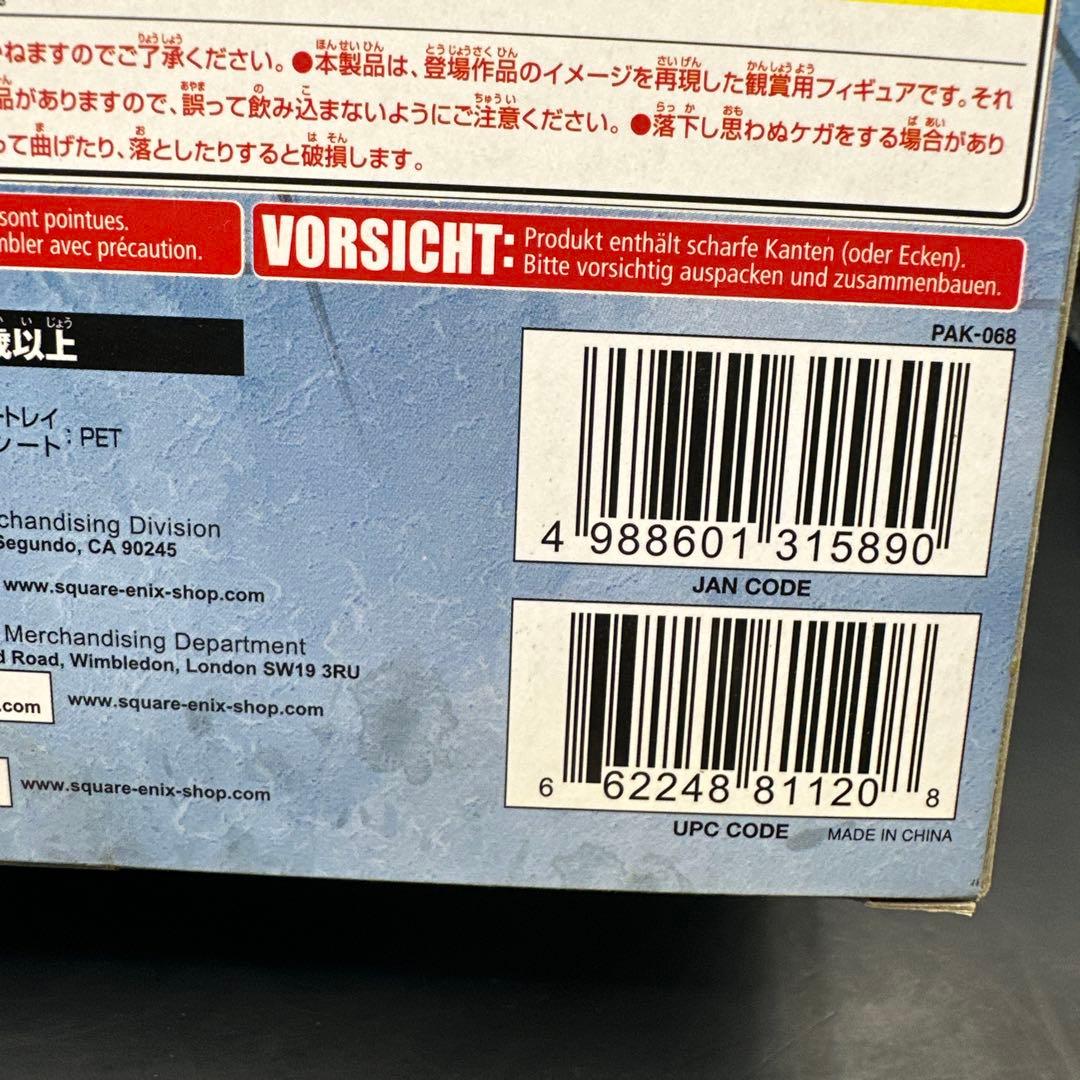 ねますのでご了承ください。●本製品は、登場作品のイメージを再現した観賞用フィギュアです。それ
品がありますので、誤って飲み込まないようにご注意ください。●落下し思わぬケガをする場合があり
って曲げたり、落としたりすると破損します。
sont pointues.
mbler avec précaution.
VORSICHT:
Produkt enthält scharfe Kanten (oder Ecken).
Bitte vorsichtig auspacken und zusammenbauen.
歳以上
PAK-068
ートレイ
シート:PET
4 988601 315890
JAN CODE
chandising Division
Segundo, CA 90245
www.square-enix-shop.com
Merchandising Department
d Road, Wimbledon, London SW19 3RU
.com
www.square-enix-shop.com
www.square-enix-shop.com
6 62248 81120 8
UPC CODE
MADE IN CHINA